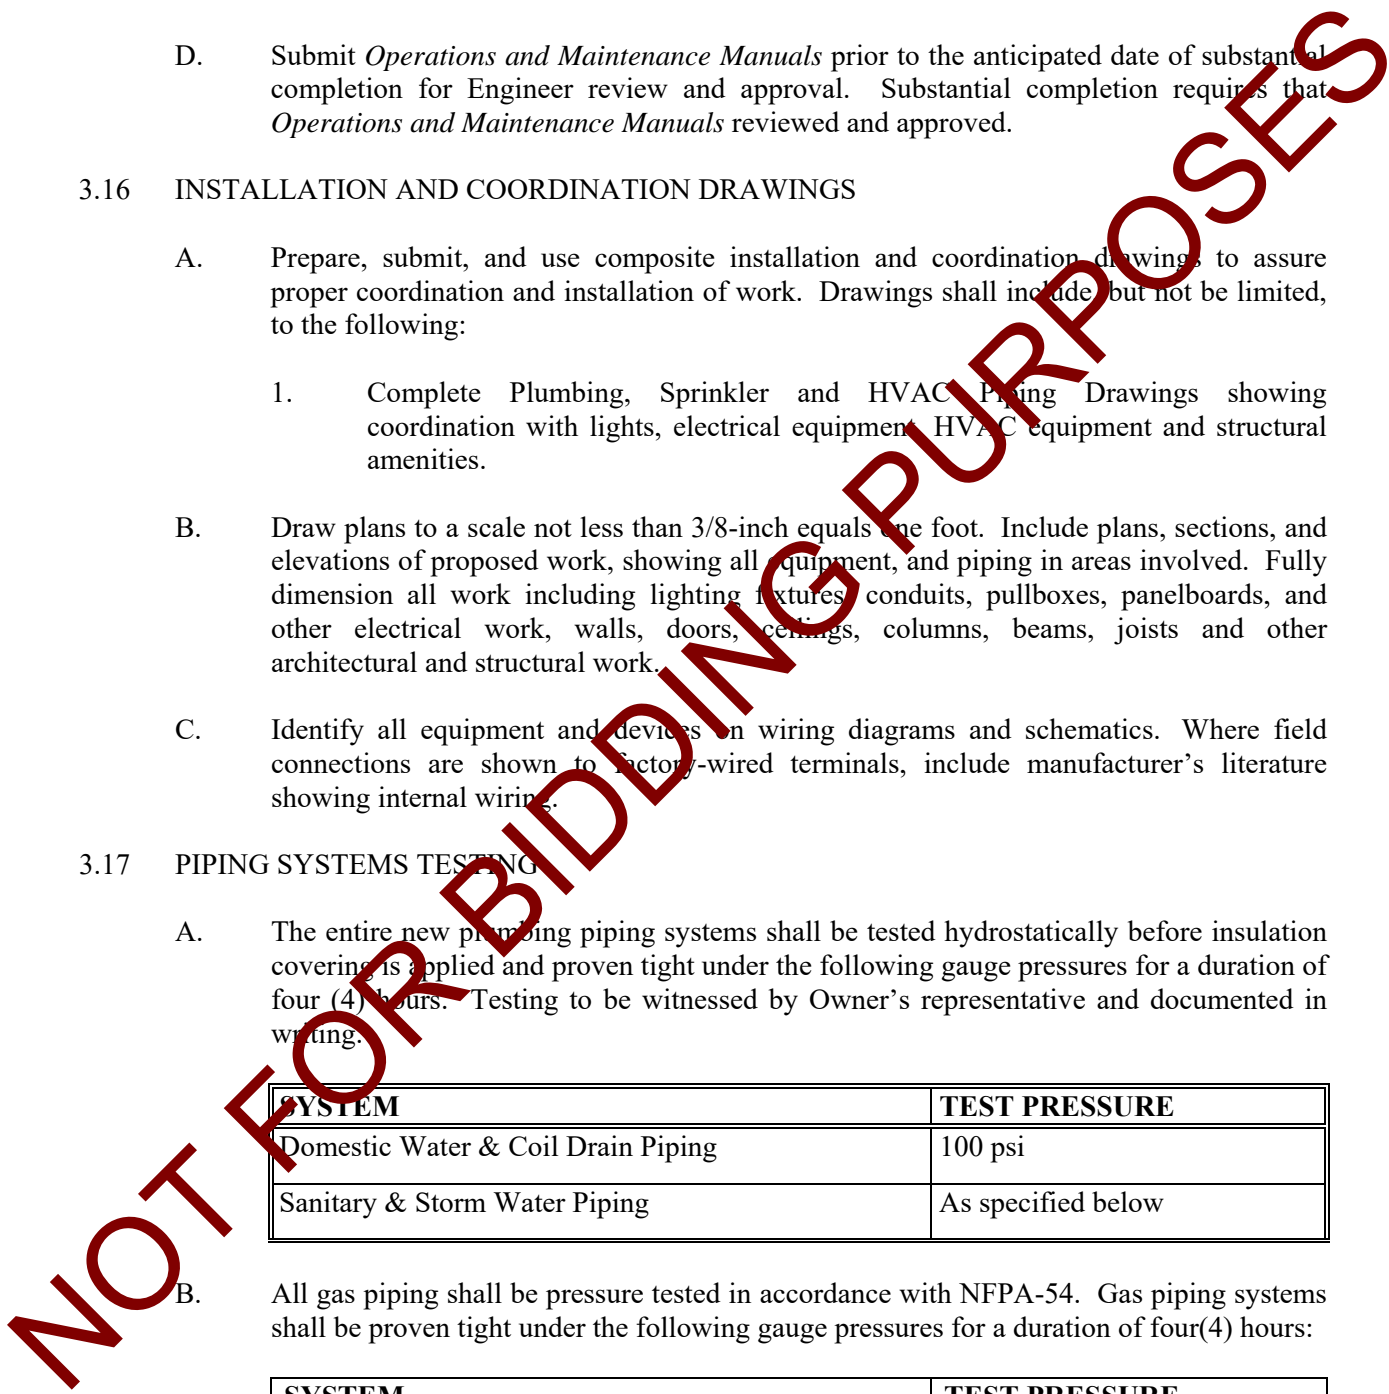 D. Submit Operations and Maintenance Manuals prior to the anticipated date of substantial
completion for Engineer review and approval. Substantial completion requires that
Operations and Maintenance Manuals reviewed and approved.
3.16 INSTALLATION AND COORDINATION DRAWINGS
A. Prepare, submit, and use composite installation and coordination drawings to assure
proper coordination and installation of work. Drawings shall include, but not be limited,
to the following:
1. Complete Plumbing, Sprinkler and HVAC Piping Drawings showing
coordination with lights, electrical equipment, HVAC equipment and structural
amenities.
B. Draw plans to a scale not less than 3/8-inch equals one foot. Include plans, sections, and
elevations of proposed work, showing all equipment, and piping in areas involved. Fully
dimension all work including lighting fixtures, conduits, pullboxes, panelboards, and
other electrical work, walls, doors, ceilings, columns, beams, joists and other
architectural and structural work.
C. Identify all equipment and devices on wiring diagrams and schematics. Where field
connections are shown to factory-wired terminals, include manufacturer's literature
showing internal wiring.
3.17 PIPING SYSTEMS TESTING
A. The entire new plumbing piping systems shall be tested hydrostatically before insulation
covering is applied and proven tight under the following gauge pressures for a duration of
four (4) hours. Testing to be witnessed by Owner's representative and documented in
writing.
SYSTEM TEST PRESSURE
Domestic Water & Coil Drain Piping 100 psi
Sanitary & Storm Water Piping As specified below
B. All gas piping shall be pressure tested in accordance with NFPA-54. Gas piping systems
shall be proven tight under the following gauge pressures for a duration of four(4) hours:
SYSTEM TEST PRESSURE
NOT FOR BIDDING PURPOSES